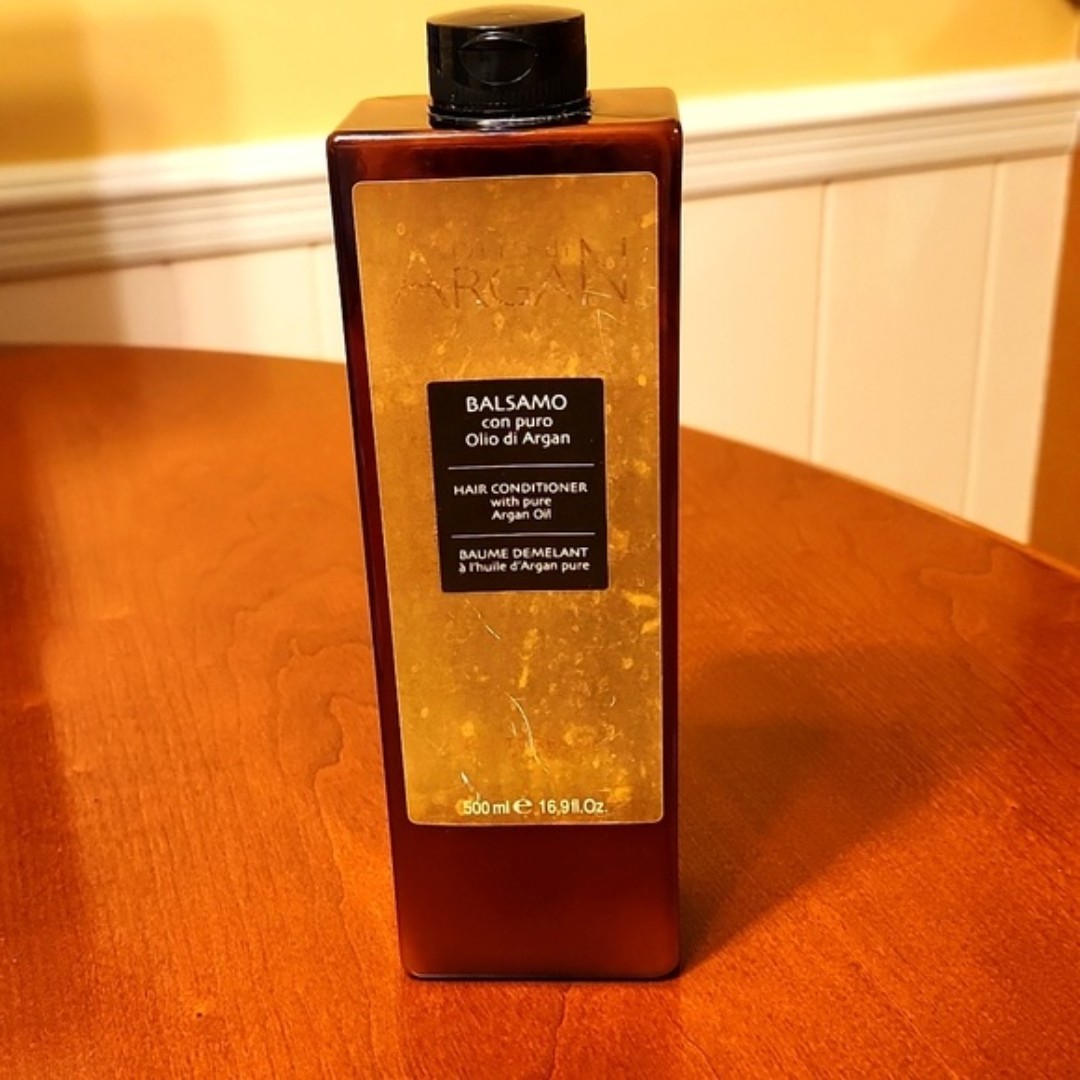 ARGAN
BALSAMO
con puro
Olio di Argan
HAIR CONDITIONER
with pure
Argan Oil
BAUME DEMELANT
à l'huile d'Argan pure
500 ml e 16,9fl.Oz.